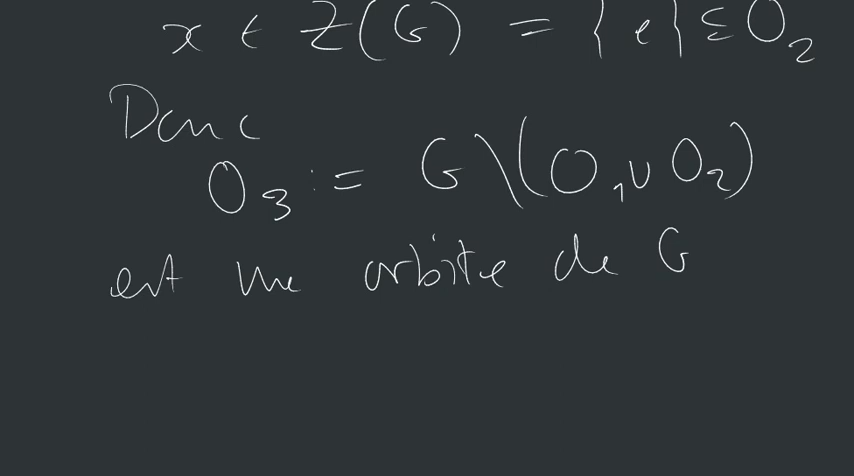 x ∈ Z(G) = {e} ⊆ O₂
Donc
O₃ := G\(O₁ ∪ O₂)
est une orbite de G